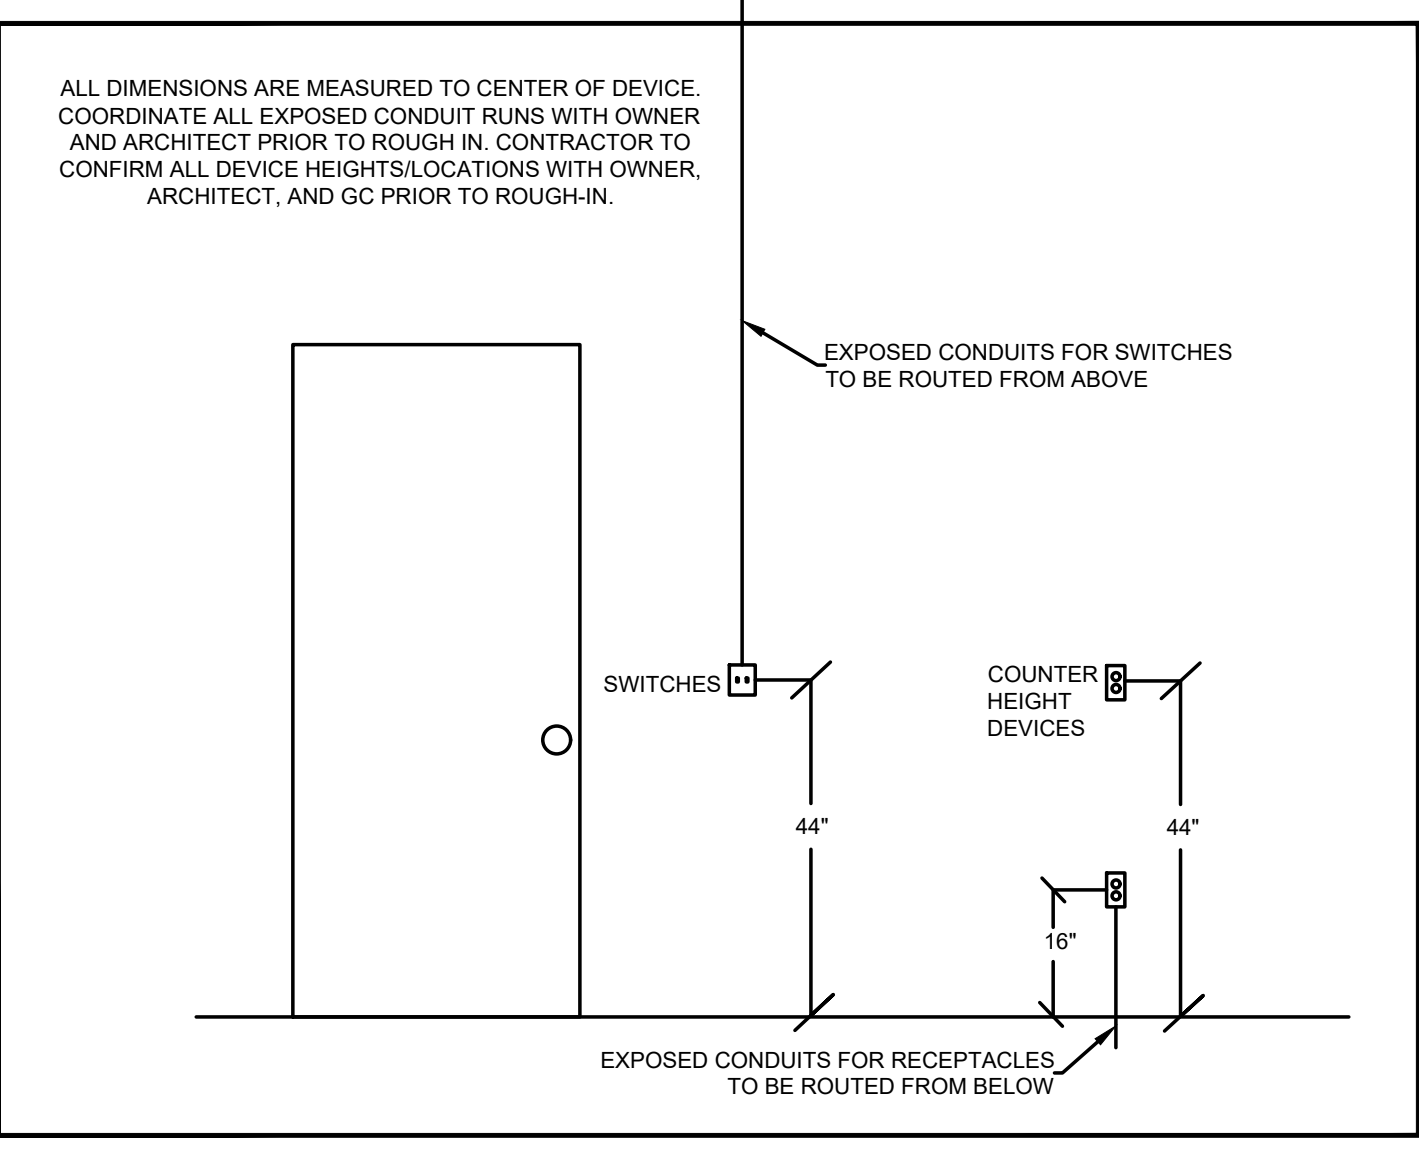 ALL DIMENSIONS ARE MEASURED TO CENTER OF DEVICE.
COORDINATE ALL EXPOSED CONDUIT RUNS WITH OWNER
AND ARCHITECT PRIOR TO ROUGH IN. CONTRACTOR TO
CONFIRM ALL DEVICE HEIGHTS/LOCATIONS WITH OWNER,
ARCHITECT, AND GC PRIOR TO ROUGH-IN.
EXPOSED CONDUITS FOR SWITCHES
TO BE ROUTED FROM ABOVE
SWITCHES
COUNTER
HEIGHT
DEVICES
44"
44"
16"
EXPOSED CONDUITS FOR RECEPTACLES
TO BE ROUTED FROM BELOW